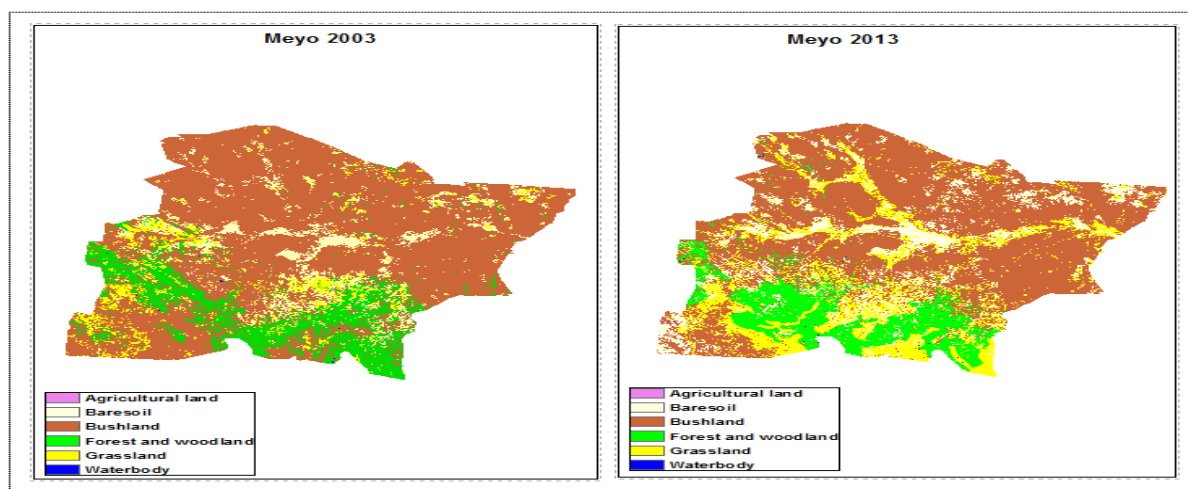 Meyo 2003
Agricultural land
Baresoil
Bushland
Forest and woodland
Grassland
Waterbody
Meyo 2013
Agricultural land
Baresoil
Bushland
Forest and woodland
Grassland
Waterbody